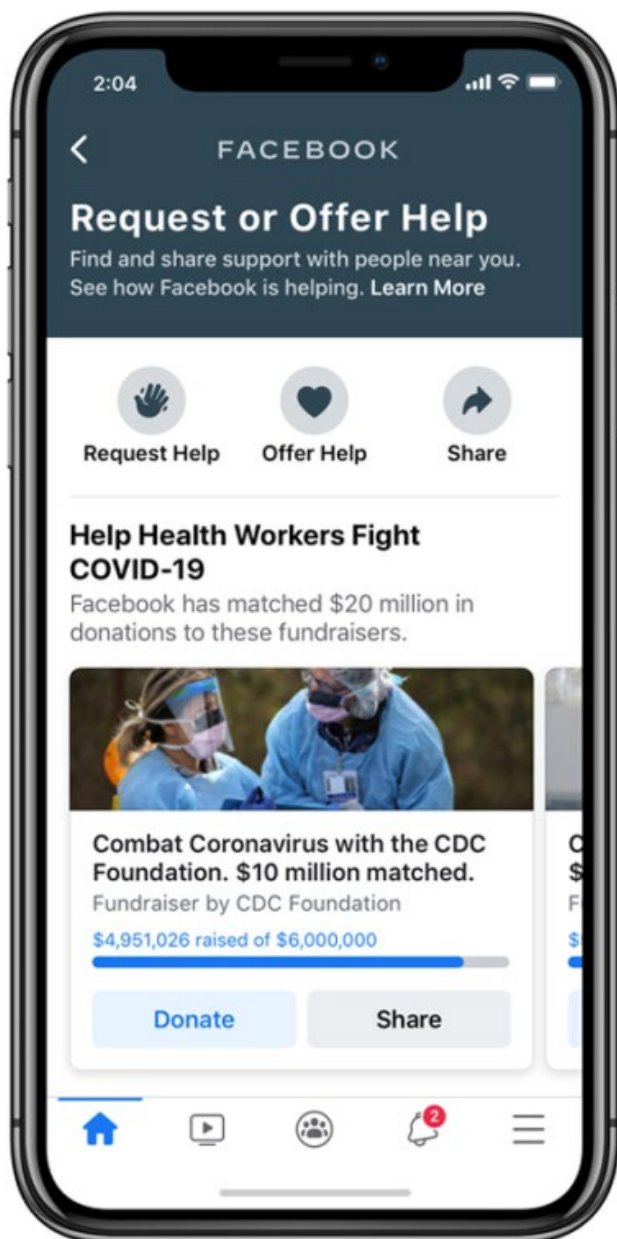 2:04
FACEBOOK
Request or Offer Help
Find and share support with people near you.
See how Facebook is helping. Learn More
Request Help Offer Help Share
Help Health Workers Fight
COVID-19
Facebook has matched $20 million in
donations to these fundraisers.
Combat Coronavirus with the CDC
Foundation. $10 million matched.
Fundraiser by CDC Foundation
$4,951,026 raised of $6,000,000
Donate Share
2